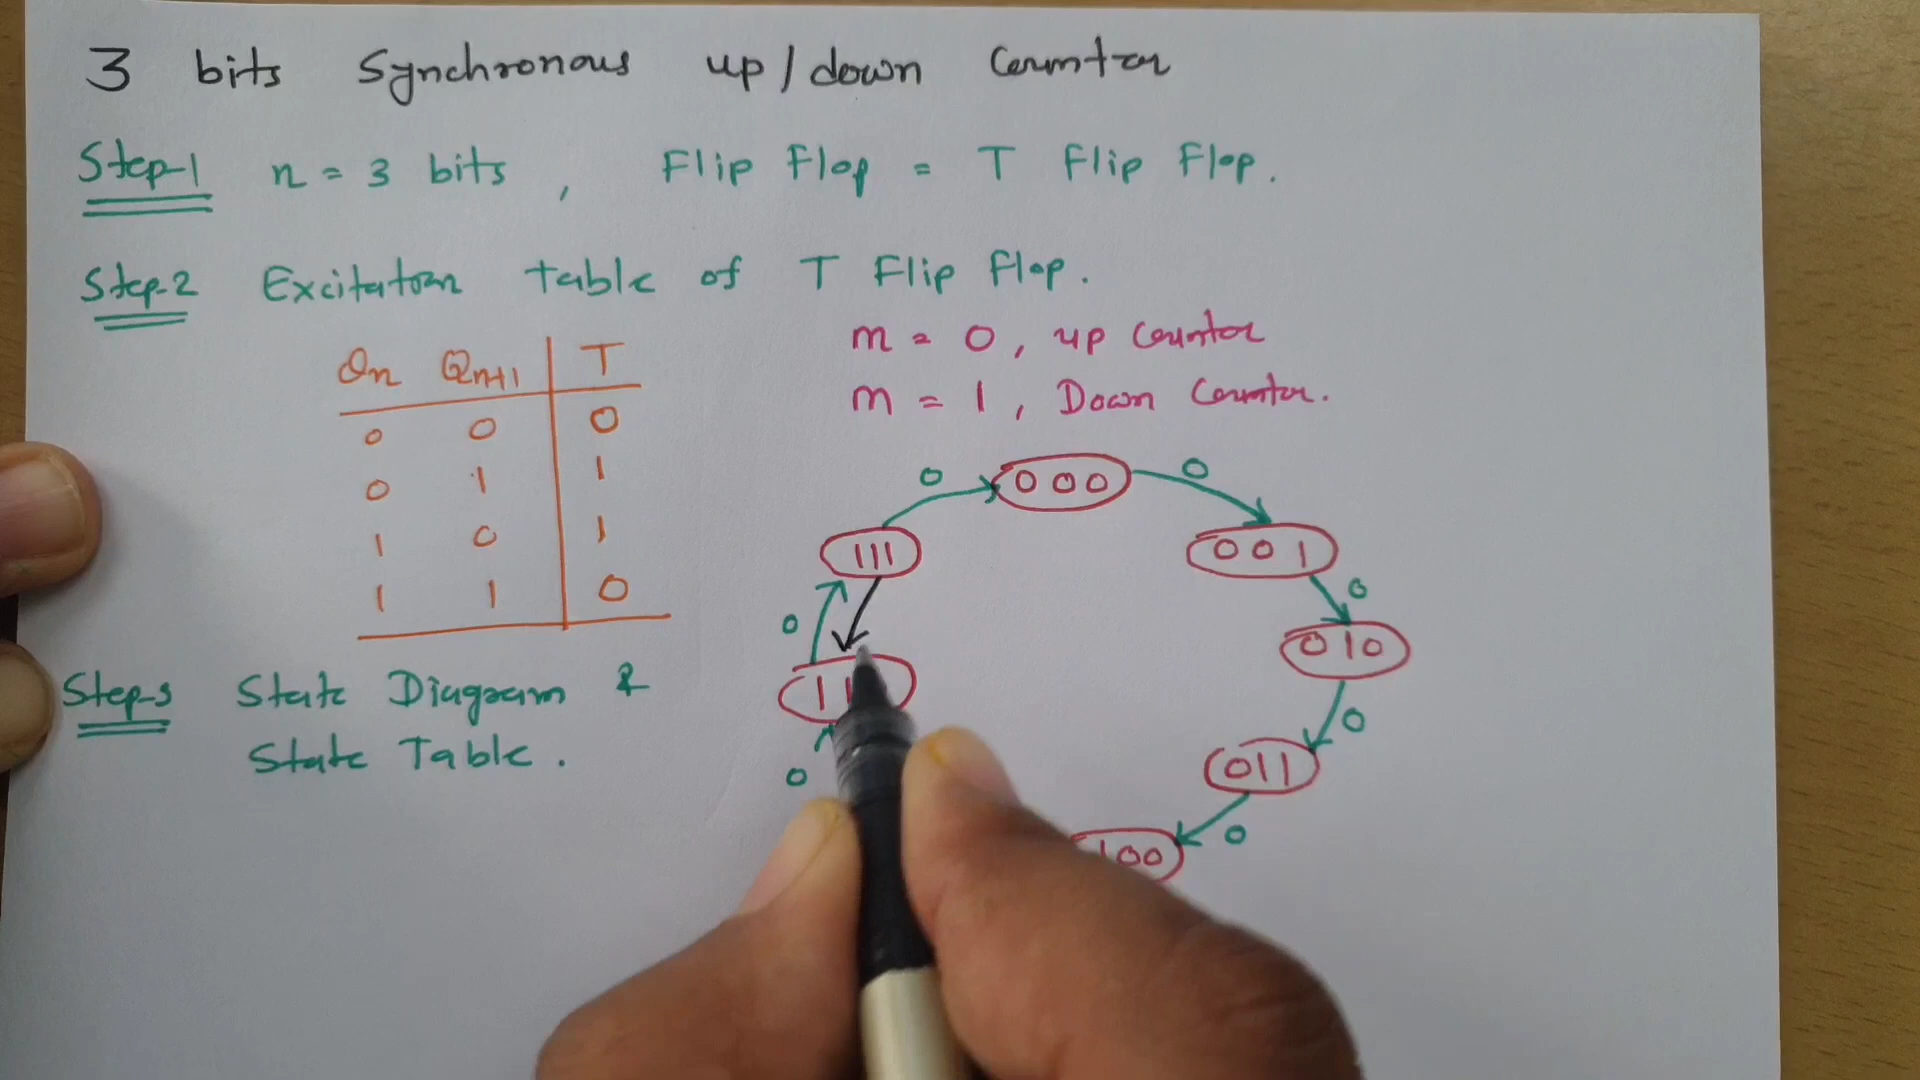 3 bits Synchronous up/down Counter
Step-1 n = 3 bits , Flip Flop = T Flip Flop.
Step-2 Excitation table of T Flip Flop.
m = 0, up Counter
m = 1, Down Counter.
Qn Qn+1 T
0 0 0
0 1 1
1 0 1
1 1 0
0 000 0
111 001
0 0
010
11
0
0
011
0
100
Step-3 State Diagram &
State Table.